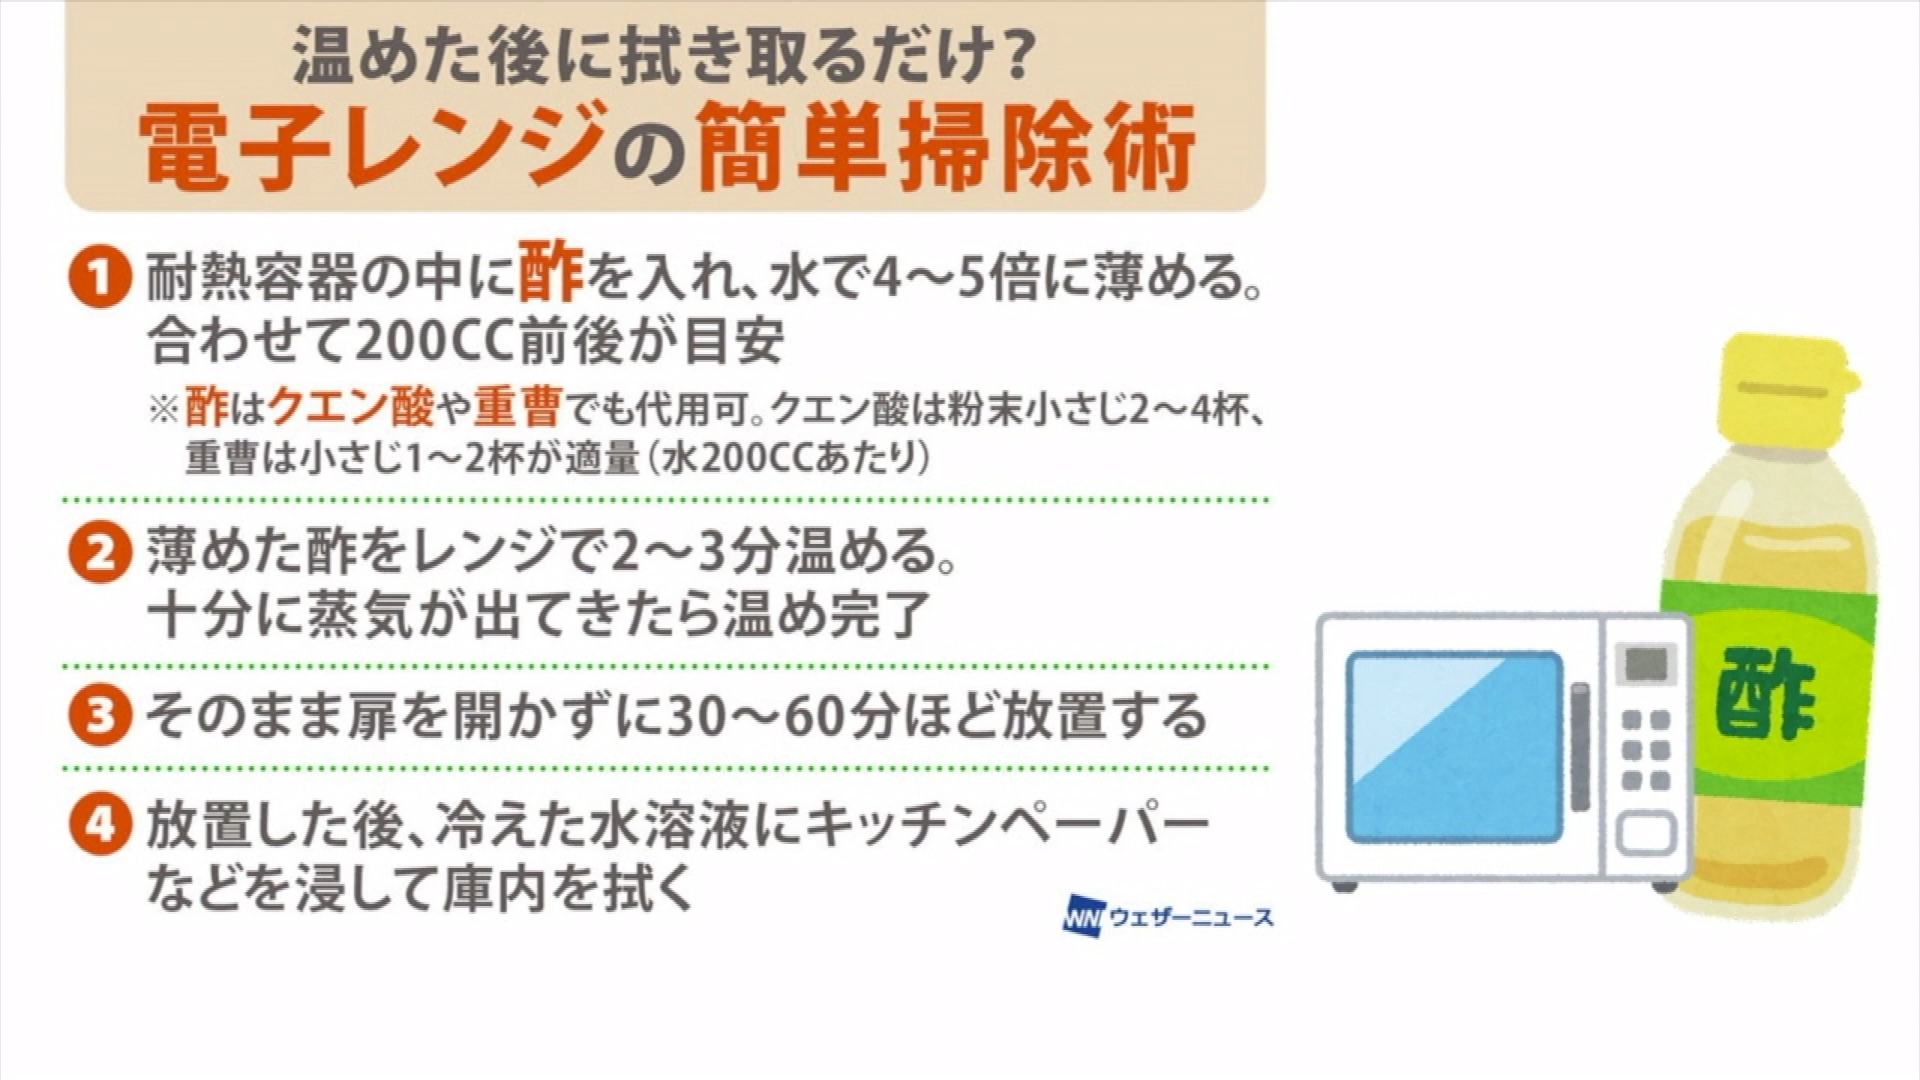 温めた後に拭き取るだけ？
電子レンジの簡単掃除術
1 耐熱容器の中に酢を入れ、水で4～5倍に薄める。
合わせて200CC前後が目安
※酢はクエン酸や重曹でも代用可。クエン酸は粉末小さじ2～4杯、
重曹は小さじ1～2杯が適量（水200CCあたり）
2 薄めた酢をレンジで2～3分温める。
十分に蒸気が出てきたら温め完了
3 そのまま扉を開かずに30～60分ほど放置する
4 放置した後、冷えた水溶液にキッチンペーパー
などを浸して庫内を拭く
酢
WNI ウェザーニュース